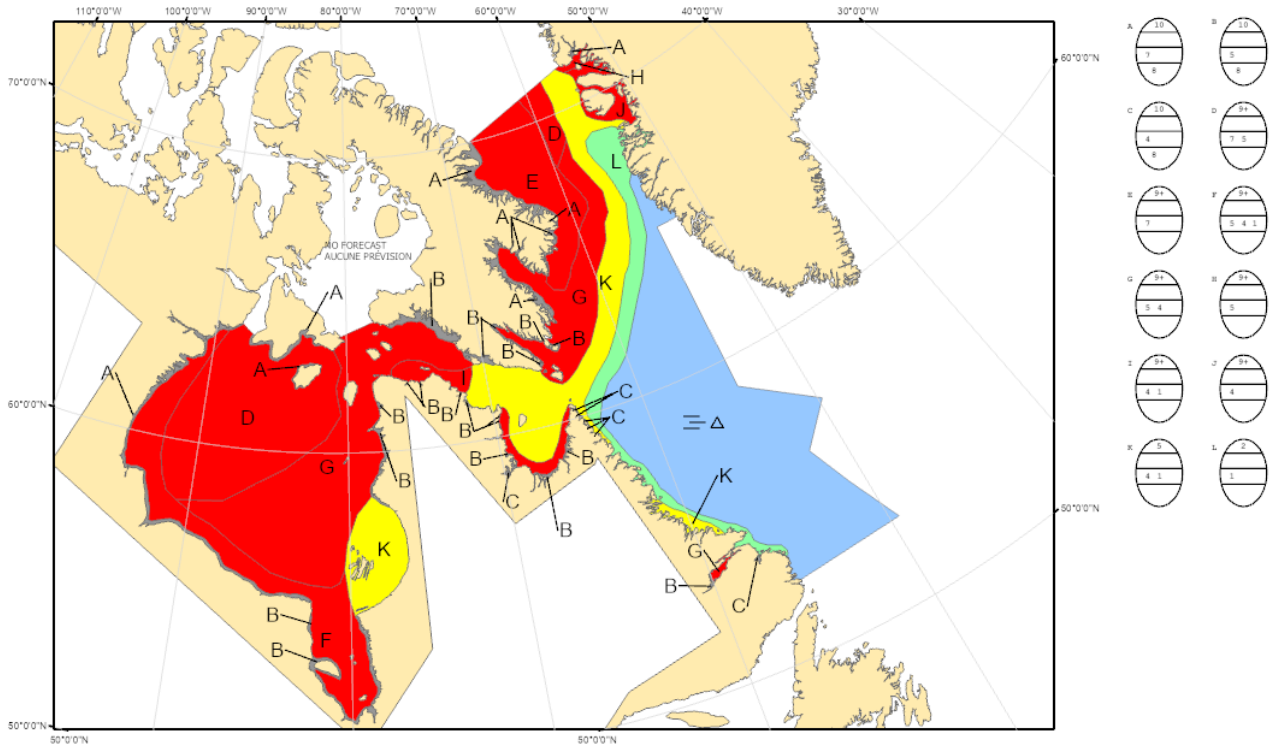 110°0'0"W 100°0'0"W 90°0'0"W 80°0'0"W 70°0'0"W 60°0'0"W 50°0'0"W 40°0'0"W 30°0'0"W
70°0'0"N
60°0'0"N
50°0'0"N
60°0'0"N
50°0'0"N
50°0'0"W 50°0'0"W
A
H
J
D
L
E
A
A
A
NO FORECAST
AUCUNE PRÉVISION
K
B
A
G
A
B
B
B
B
A
A
I
C
B
B
B
C
D
B
G
B
B
B
C
B
K
B
K
G
B
C
B
F
B
A 10
7
8
B 10
5
8
C 10
4
8
D 9+
7 5
E 9+
7
F 9+
5 4 1
G 9+
5 4
H 9+
5
I 9+
4 1
J 9+
4
K 5
4 1
L 2
1